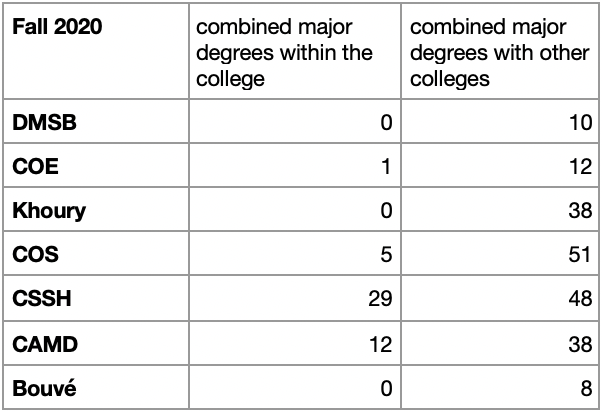 Fall 2020 combined major combined major
degrees within the degrees with other
college colleges
DMSB 0 10
COE 1 12
Khoury 0 38
COS 5 51
CSSH 29 48
CAMD 12 38
Bouvé 0 8